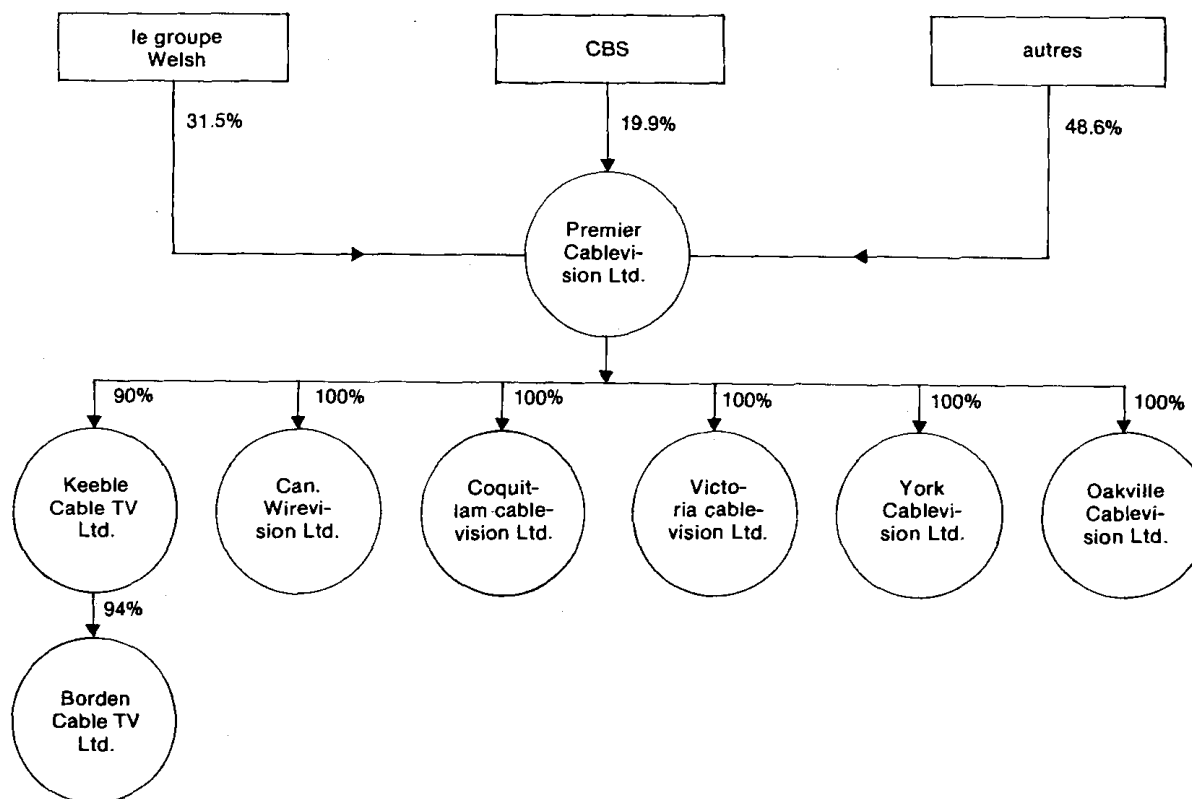 le groupe
Welsh
CBS
autres
31.5%
19.9%
48.6%
Premier
Cablevi-
sion Ltd.
90%
100%
100%
100%
100%
100%
Keeble
Cable TV
Ltd.
Can.
Wirevi-
sion Ltd.
Coquit-
lam cable-
vision Ltd.
Victo-
ria cable-
vision Ltd.
York
Cablevi-
sion Ltd.
Oakville
Cablevi-
sion Ltd.
94%
Borden
Cable TV
Ltd.